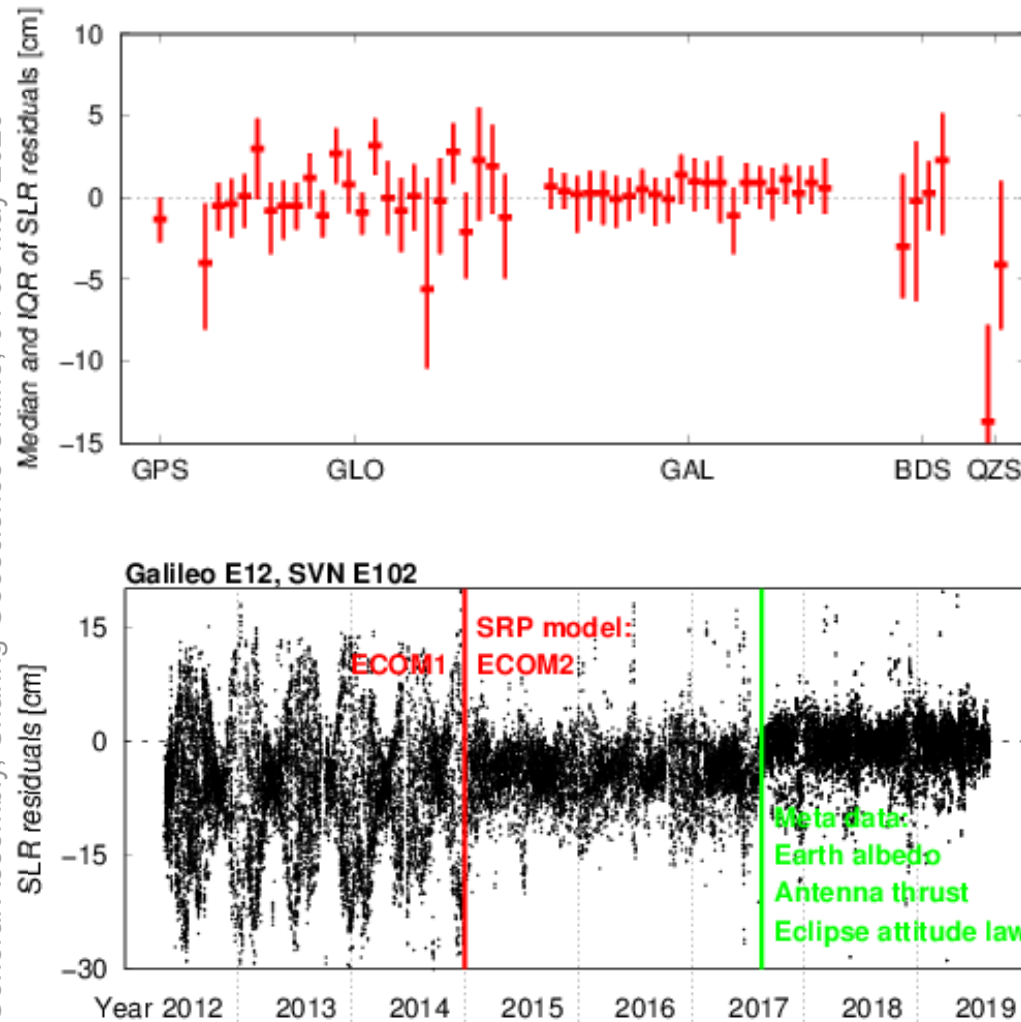 Median and IQR of SLR residuals [cm]
10
5
0
−5
−10
−15
GPS GLO GAL BDS QZS
Galileo E12, SVN E102
SLR residuals [cm]
15
0
−15
−30
SRP model:
ECOM1 ECOM2
Meta data:
Earth albedo
Antenna thrust
Eclipse attitude law
Year 2012 2013 2014 2015 2016 2017 2018 2019